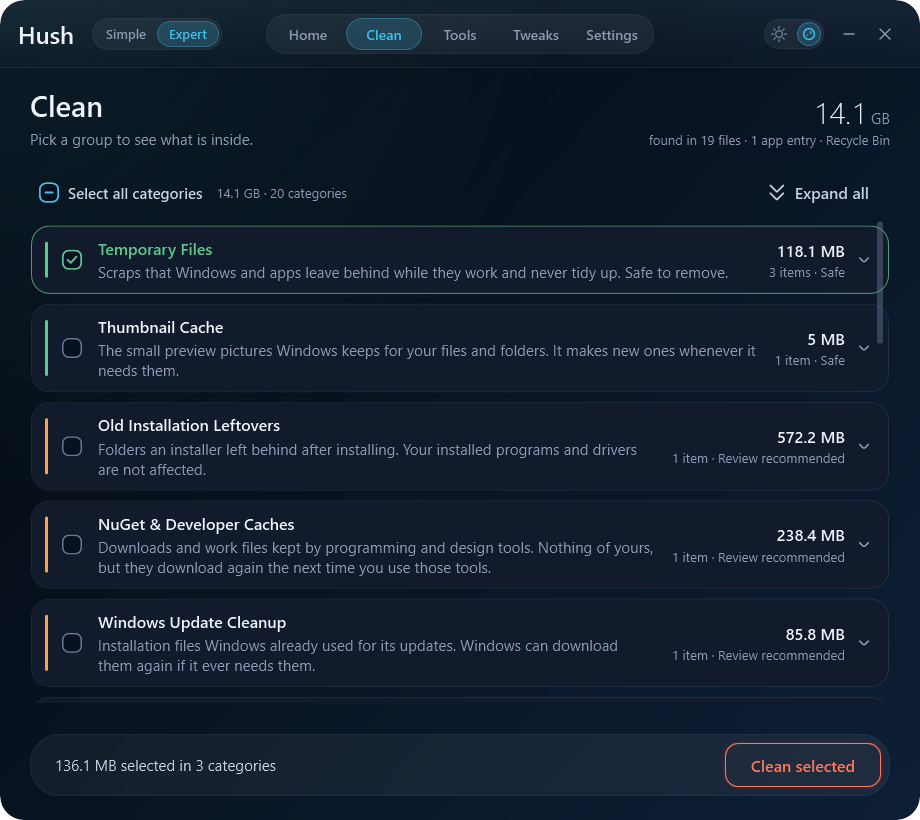 Hush
Simple
Expert
Home
Clean
Tools
Tweaks
Settings
Clean
Pick a group to see what is inside.
14.1 GB
found in 19 files · 1 app entry · Recycle Bin
Select all categories
14.1 GB · 20 categories
Expand all
Temporary Files
Scraps that Windows and apps leave behind while they work and never tidy up. Safe to remove.
118.1 MB
3 items · Safe
Thumbnail Cache
The small preview pictures Windows keeps for your files and folders. It makes new ones whenever it
needs them.
5 MB
1 item · Safe
Old Installation Leftovers
Folders an installer left behind after installing. Your installed programs and drivers
are not affected.
572.2 MB
1 item · Review recommended
NuGet & Developer Caches
Downloads and work files kept by programming and design tools. Nothing of yours,
but they download again the next time you use those tools.
238.4 MB
1 item · Review recommended
Windows Update Cleanup
Installation files Windows already used for its updates. Windows can download
them again if it ever needs them.
85.8 MB
1 item · Review recommended
136.1 MB selected in 3 categories
Clean selected